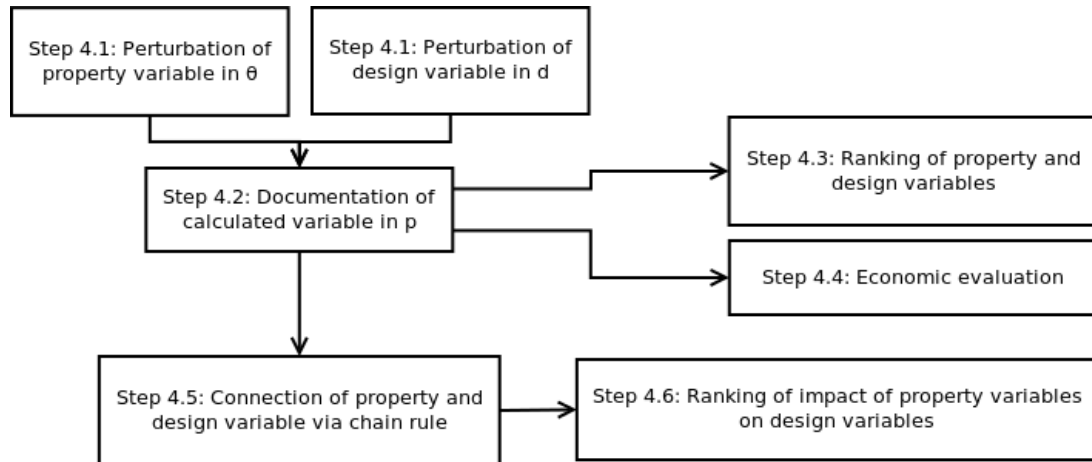 Step 4.1: Perturbation of
property variable in θ
Step 4.1: Perturbation of
design variable in d
Step 4.2: Documentation of
calculated variable in p
Step 4.3: Ranking of property and
design variables
Step 4.4: Economic evaluation
Step 4.5: Connection of property and
design variable via chain rule
Step 4.6: Ranking of impact of property variables
on design variables